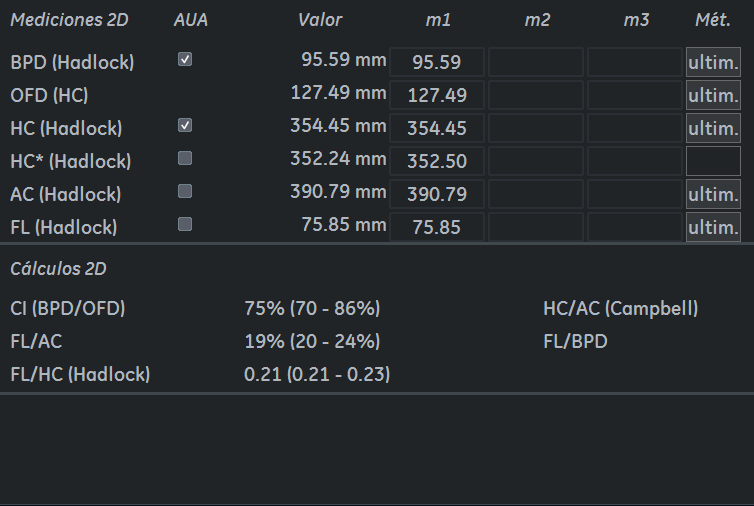 Mediciones 2D AUA Valor m1 m2 m3 Mét.
BPD (Hadlock) 95.59 mm 95.59 ultim.
OFD (HC) 127.49 mm 127.49 ultim.
HC (Hadlock) 354.45 mm 354.45 ultim.
HC* (Hadlock) 352.24 mm 352.50
AC (Hadlock) 390.79 mm 390.79 ultim.
FL (Hadlock) 75.85 mm 75.85 ultim.
Cálculos 2D
CI (BPD/OFD) 75% (70 - 86%) HC/AC (Campbell)
FL/AC 19% (20 - 24%) FL/BPD
FL/HC (Hadlock) 0.21 (0.21 - 0.23)